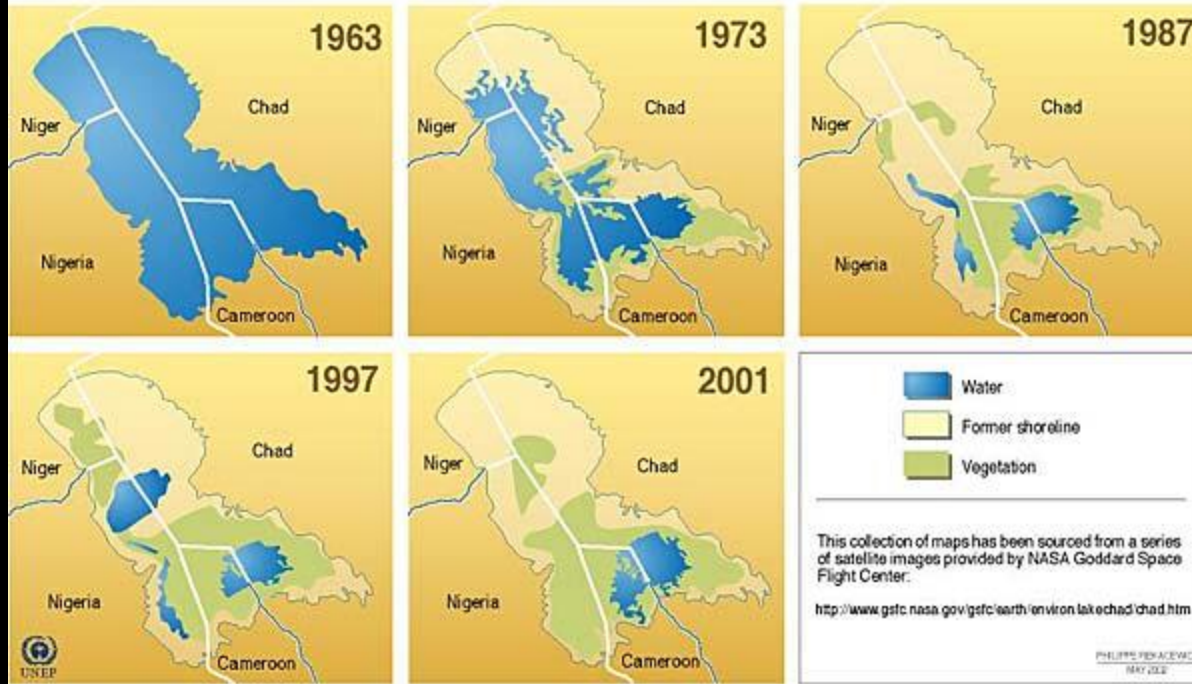 1963
Chad
Niger
Nigeria
Cameroon
1973
Chad
Niger
Nigeria
Cameroon
1987
Chad
Niger
Nigeria
Cameroon
1997
Chad
Niger
Nigeria
Cameroon
UNEP
2001
Chad
Niger
Nigeria
Cameroon
Water
Former shoreline
Vegetation
This collection of maps has been sourced from a series
of satellite images provided by NASA Goddard Space
Flight Center:
http://www.gsfc.nasa.gov/gsfc/earth/environ/lakechad/chad.htm
PHILIPPE
MAY 2002